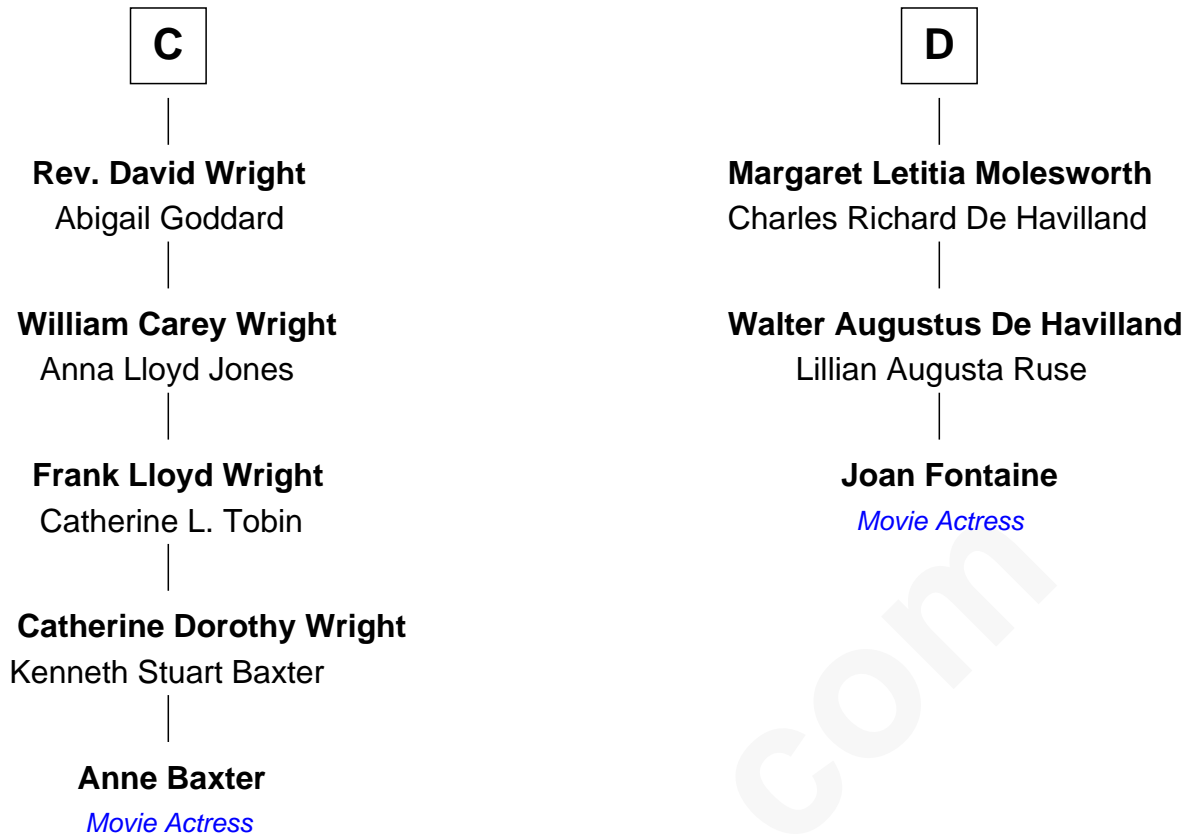 C
Rev. David Wright
Abigail Goddard
William Carey Wright
Anna Lloyd Jones
Frank Lloyd Wright
Catherine L. Tobin
Catherine Dorothy Wright
Kenneth Stuart Baxter
Anne Baxter
Movie Actress
D
Margaret Letitia Molesworth
Charles Richard De Havilland
Walter Augustus De Havilland
Lillian Augusta Ruse
Joan Fontaine
Movie Actress
com